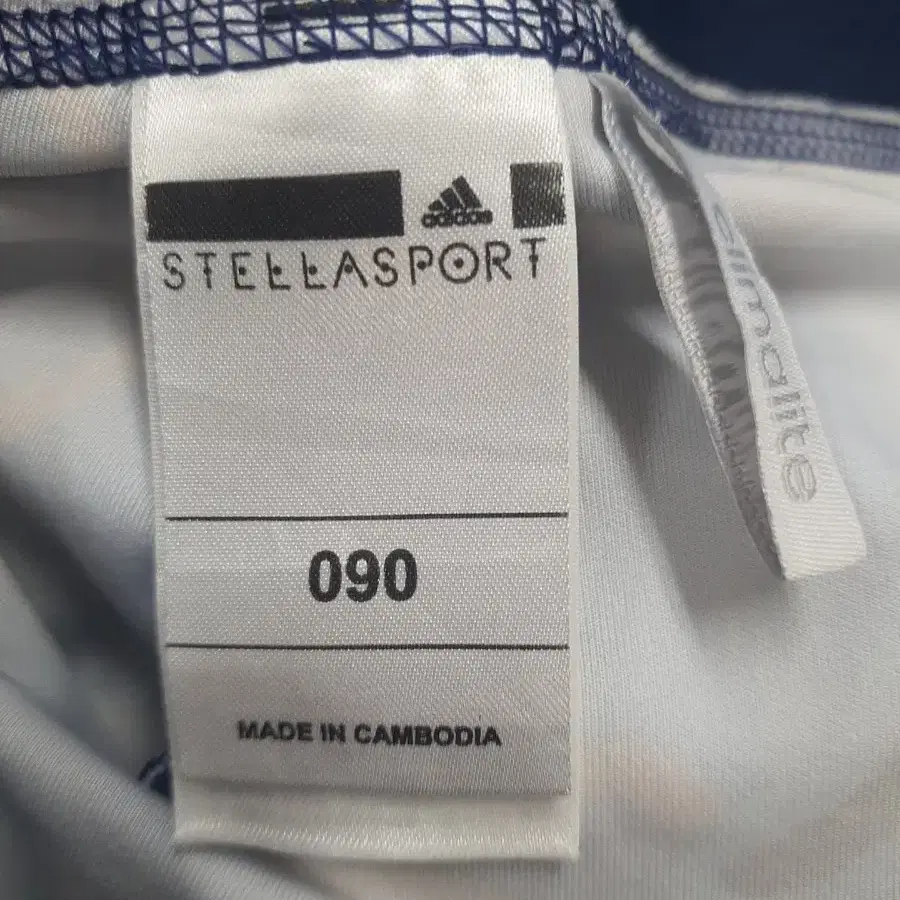 adidas
STELLASPORT
090
MADE IN CAMBODIA
climalite